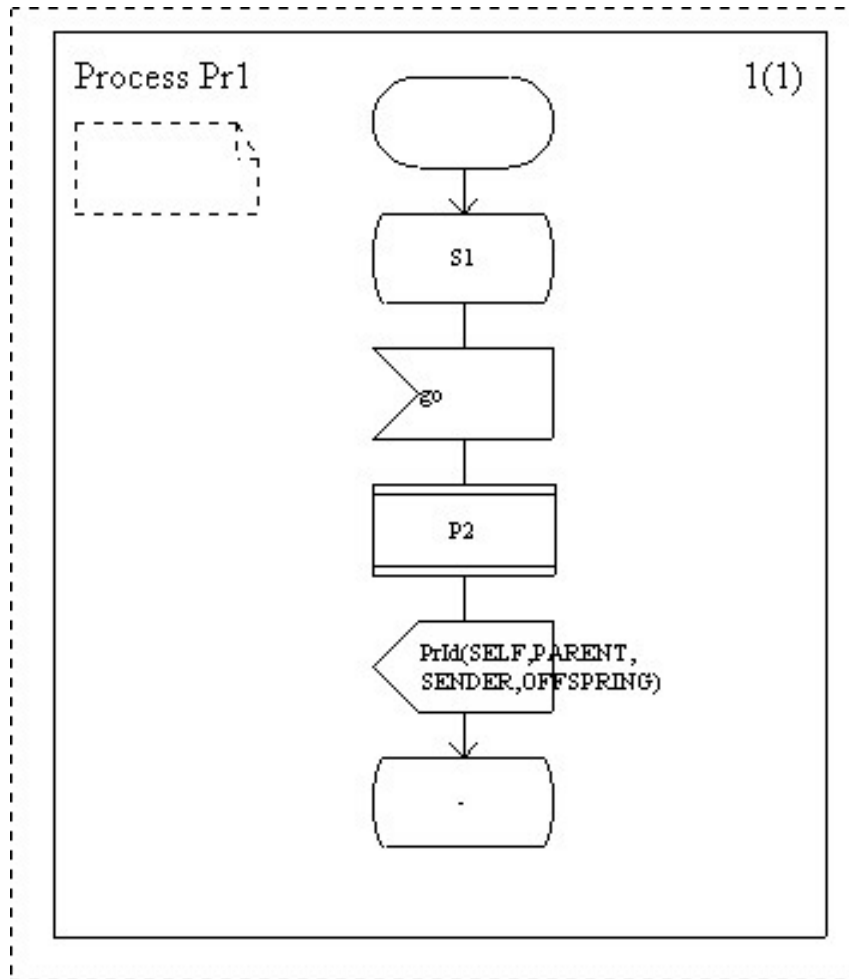 Process Pr1
1(1)
S1
go
P2
PrId(SELF,PARENT,
SENDER,OFFSPRING)
-